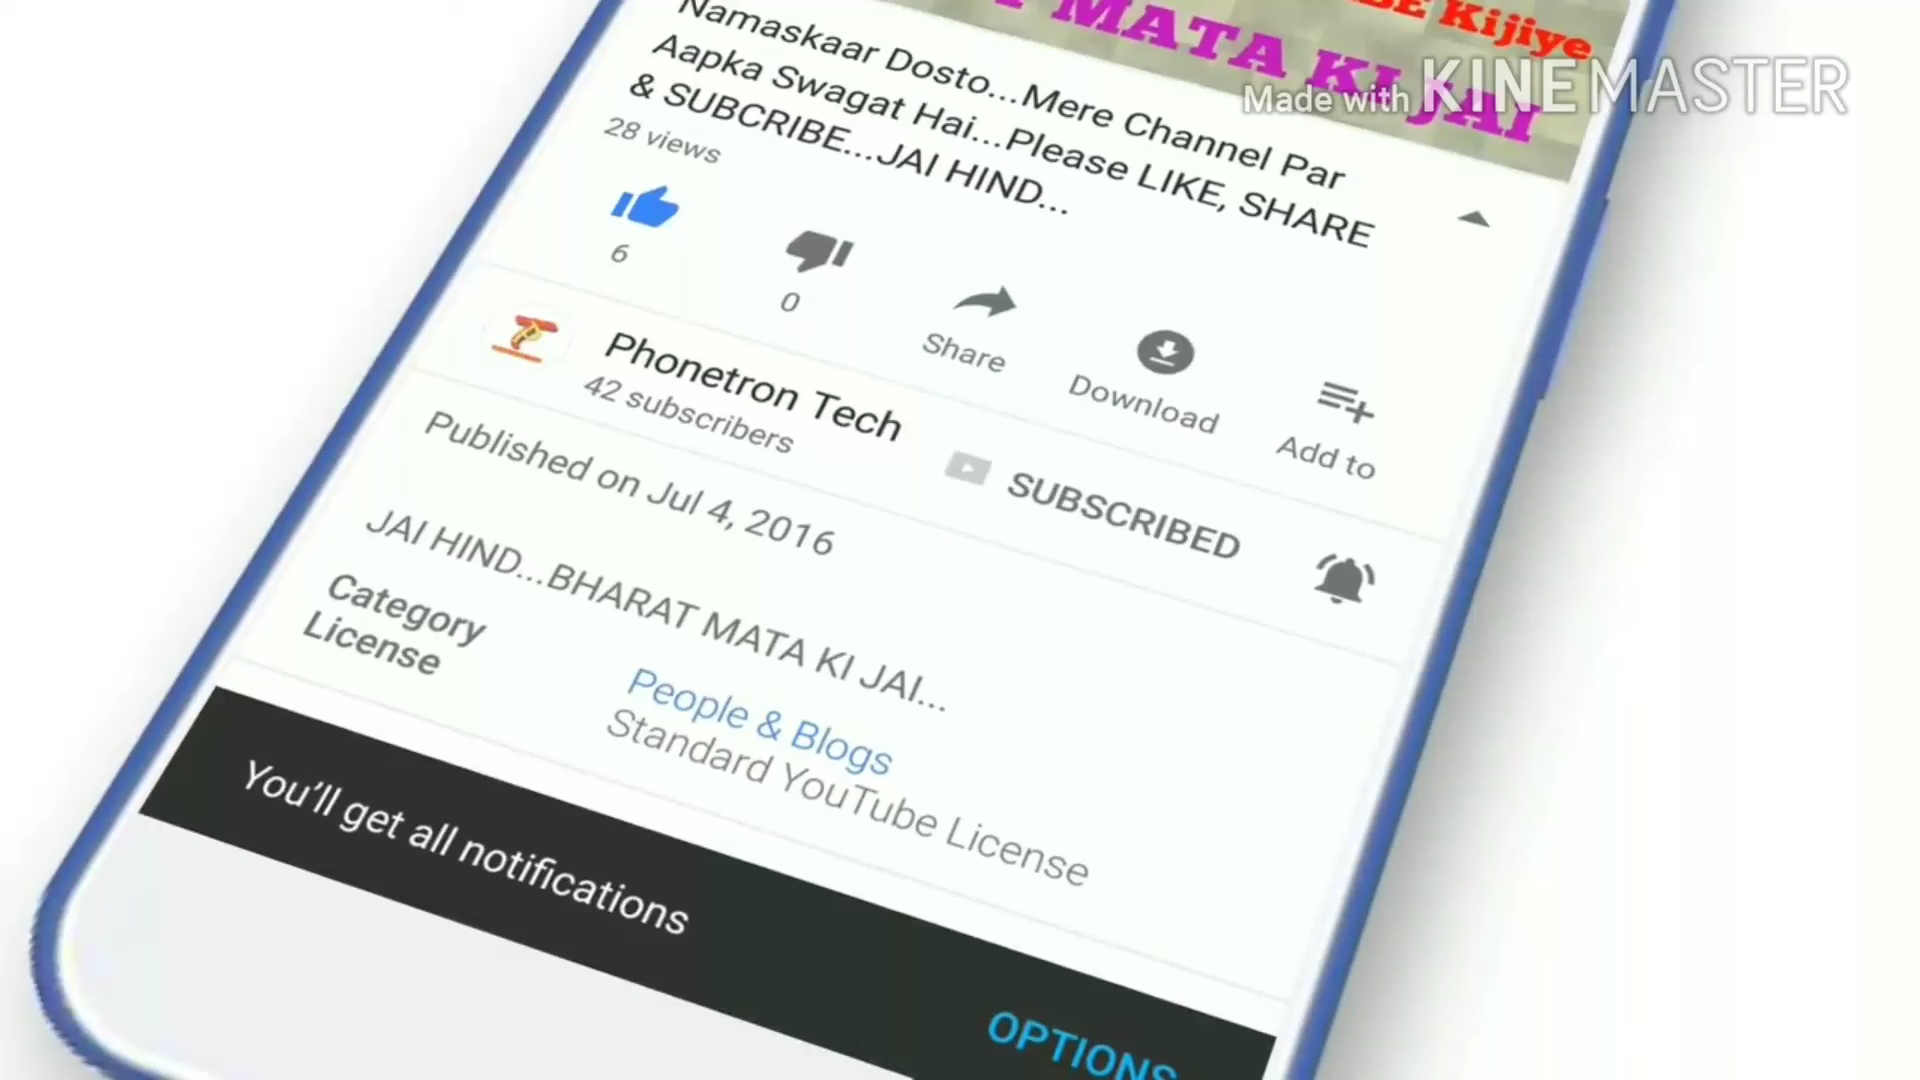 BE Kijiye
MATA KI JAI
Made with KINEMASTER
Namaskaar Dosto...Mere Channel Par
Aapka Swagat Hai...Please LIKE, SHARE
& SUBCRIBE...JAI HIND...
28 views
6
0
Share
Download
Add to
Phonetron Tech
42 subscribers
SUBSCRIBED
Published on Jul 4, 2016
JAI HIND...BHARAT MATA KI JAI...
Category
People & Blogs
License
Standard YouTube License
You'll get all notifications
OPTIONS